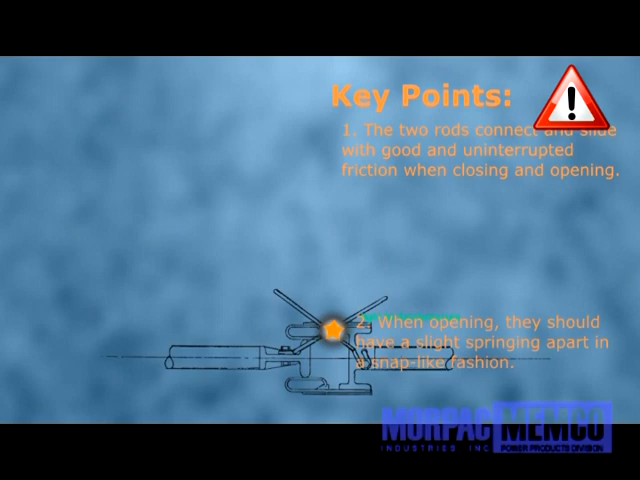 Key Points:
1. The two rods connect and slide
with good and uninterrupted
friction when closing and opening.
2. When opening, they should
have a slight springing apart in
a snap-like fashion.
MORPAC MEMCO
INDUSTRIES INC POWER PRODUCTS DIVISION